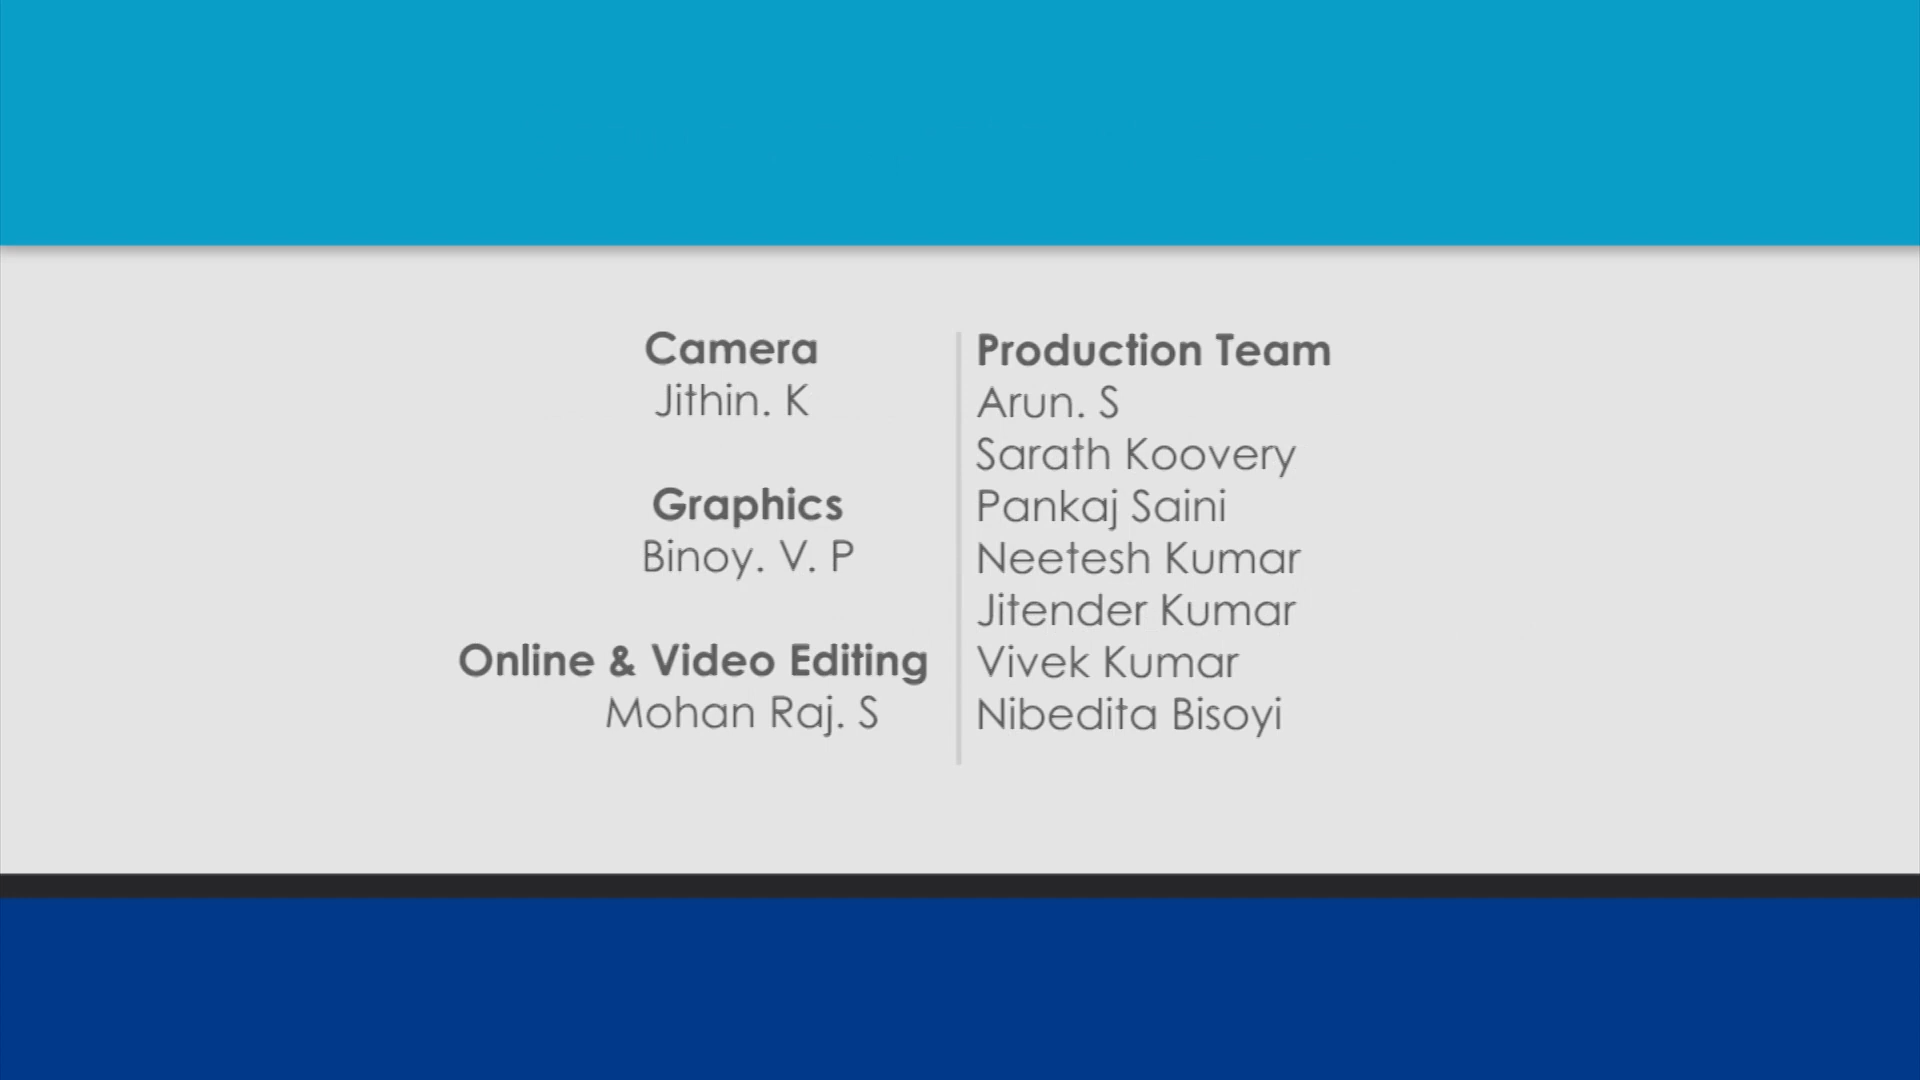 Camera
Jithin. K
Graphics
Binoy. V. P
Online & Video Editing
Mohan Raj. S
Production Team
Arun. S
Sarath Koovery
Pankaj Saini
Neetesh Kumar
Jitender Kumar
Vivek Kumar
Nibedita Bisoyi